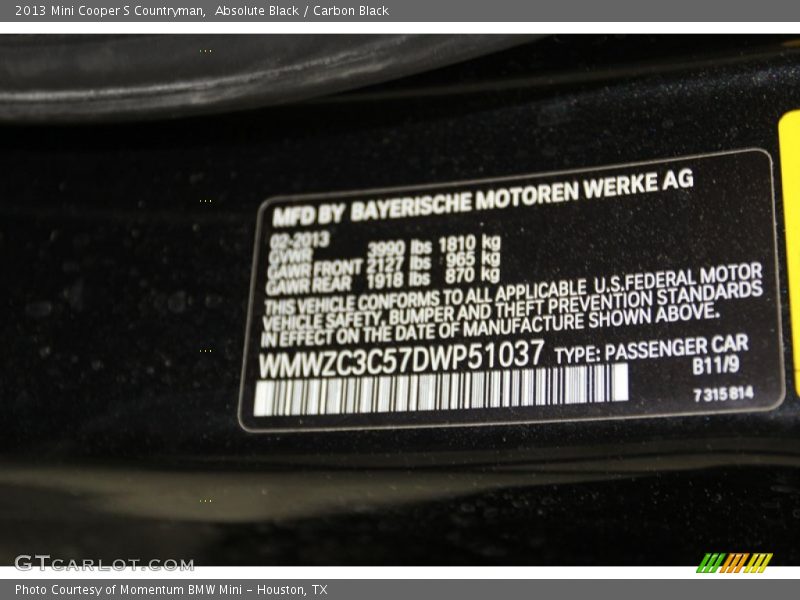 2013 Mini Cooper S Countryman, Absolute Black / Carbon Black
MFD BY BAYERISCHE MOTOREN WERKE AG
02-2013
GVWR 3990 lbs 1810 kg
GAWR FRONT 2127 lbs 965 kg
GAWR REAR 1918 lbs 870 kg
THIS VEHICLE CONFORMS TO ALL APPLICABLE U.S.FEDERAL MOTOR
VEHICLE SAFETY, BUMPER AND THEFT PREVENTION STANDARDS
IN EFFECT ON THE DATE OF MANUFACTURE SHOWN ABOVE.
WMWZC3C57DWP51037 TYPE: PASSENGER CAR
B11/9
7 315 814
GTcarlot.com
Photo Courtesy of Momentum BMW Mini - Houston, TX